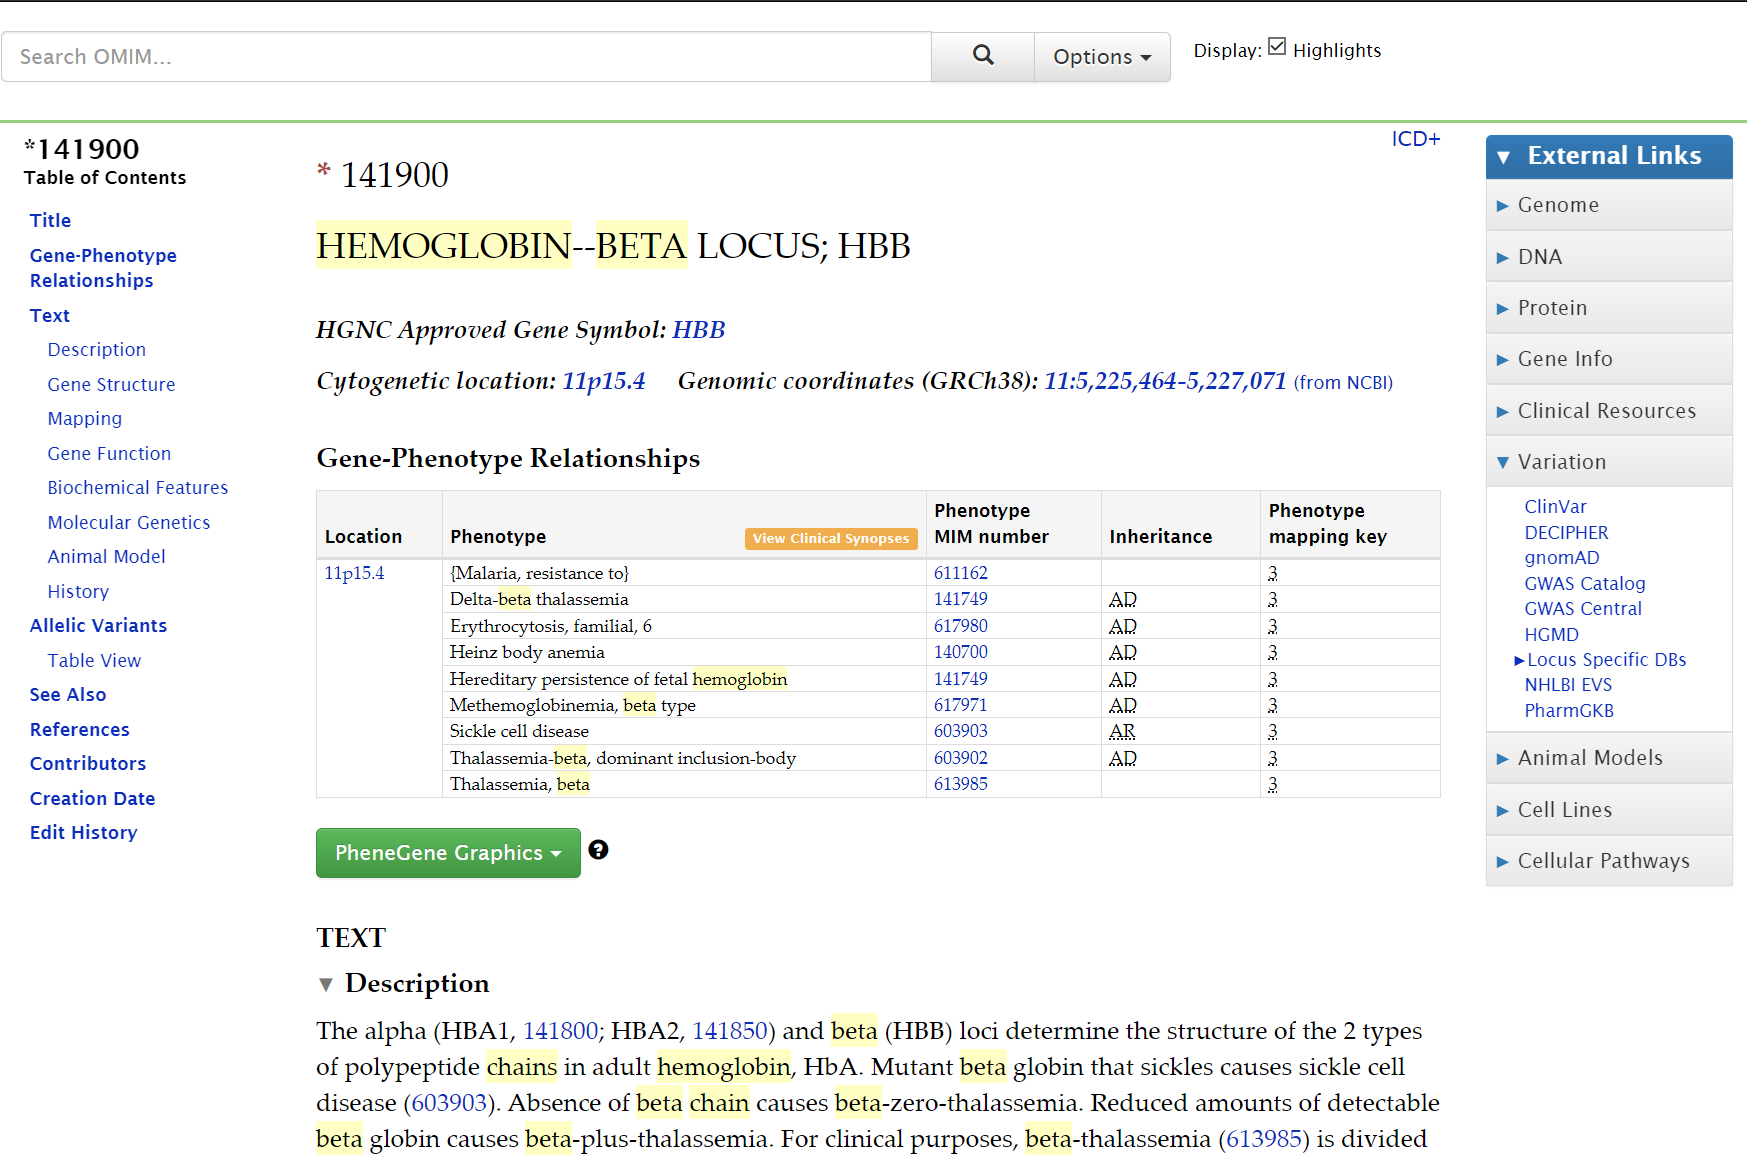 Search OMIM...
Options
Display: Highlights
*141900
Table of Contents
Title
Gene-Phenotype
Relationships
Text
Description
Gene Structure
Mapping
Gene Function
Biochemical Features
Molecular Genetics
Animal Model
History
Allelic Variants
Table View
See Also
References
Contributors
Creation Date
Edit History
ICD+
* 141900
HEMOGLOBIN--BETA LOCUS; HBB
HGNC Approved Gene Symbol: HBB
Cytogenetic location: 11p15.4 Genomic coordinates (GRCh38): 11:5,225,464-5,227,071 (from NCBI)
Gene-Phenotype Relationships
Location Phenotype View Clinical Synopses Phenotype MIM number Inheritance Phenotype mapping key
11p15.4 {Malaria, resistance to} 611162 3
Delta-beta thalassemia 141749 AD 3
Erythrocytosis, familial, 6 617980 AD 3
Heinz body anemia 140700 AD 3
Hereditary persistence of fetal hemoglobin 141749 AD 3
Methemoglobinemia, beta type 617971 AD 3
Sickle cell disease 603903 AR 3
Thalassemia-beta, dominant inclusion-body 603902 AD 3
Thalassemia, beta 613985 3
PheneGene Graphics ?
TEXT
▼ Description
The alpha (HBA1, 141800; HBA2, 141850) and beta (HBB) loci determine the structure of the 2 types
of polypeptide chains in adult hemoglobin, HbA. Mutant beta globin that sickles causes sickle cell
disease (603903). Absence of beta chain causes beta-zero-thalassemia. Reduced amounts of detectable
beta globin causes beta-plus-thalassemia. For clinical purposes, beta-thalassemia (613985) is divided
▼ External Links
► Genome
► DNA
► Protein
► Gene Info
► Clinical Resources
▼ Variation
ClinVar
DECIPHER
gnomAD
GWAS Catalog
GWAS Central
HGMD
►Locus Specific DBs
NHLBI EVS
PharmGKB
► Animal Models
► Cell Lines
► Cellular Pathways